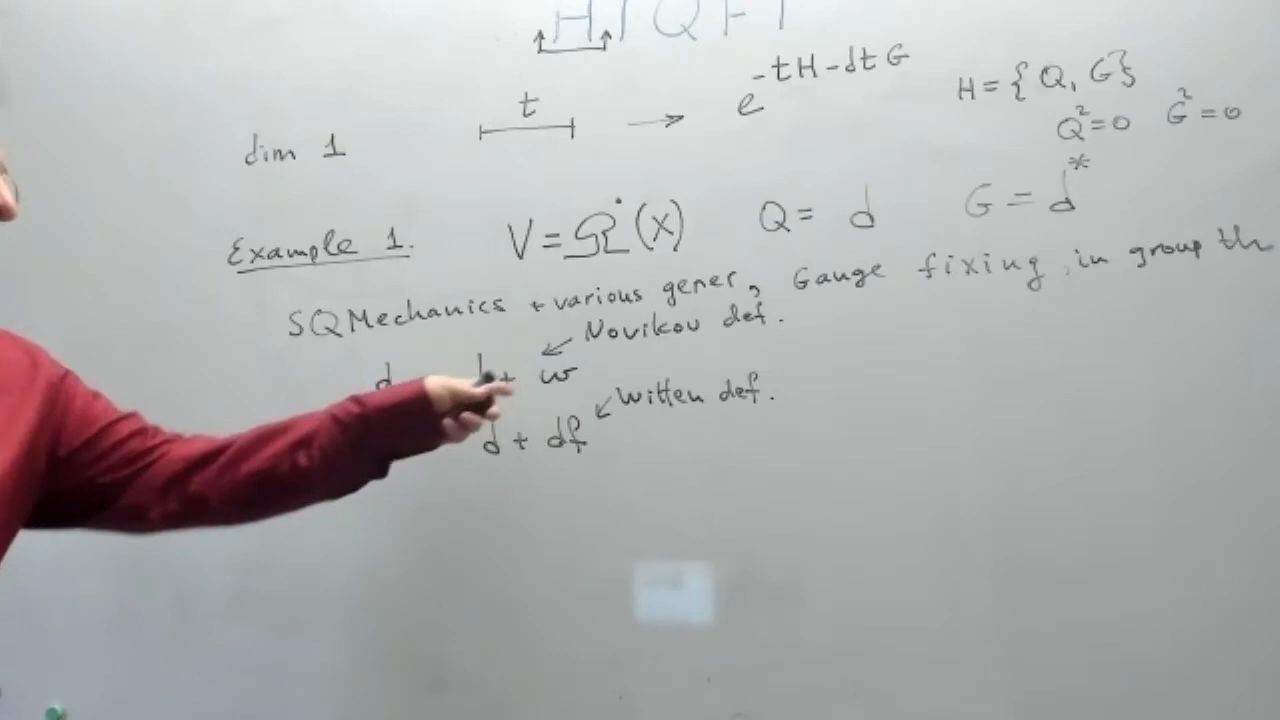 HTQFT
t
dim 1 → e^{-tH-dtG} H={Q, G}
Q²=0 G²=0
Example 1. V=Ω^•(X) Q= d G = d*
SQMechanics + various gener, Gauge fixing in group th
d + ω ← Novikov def.
d + df ← Witten def.